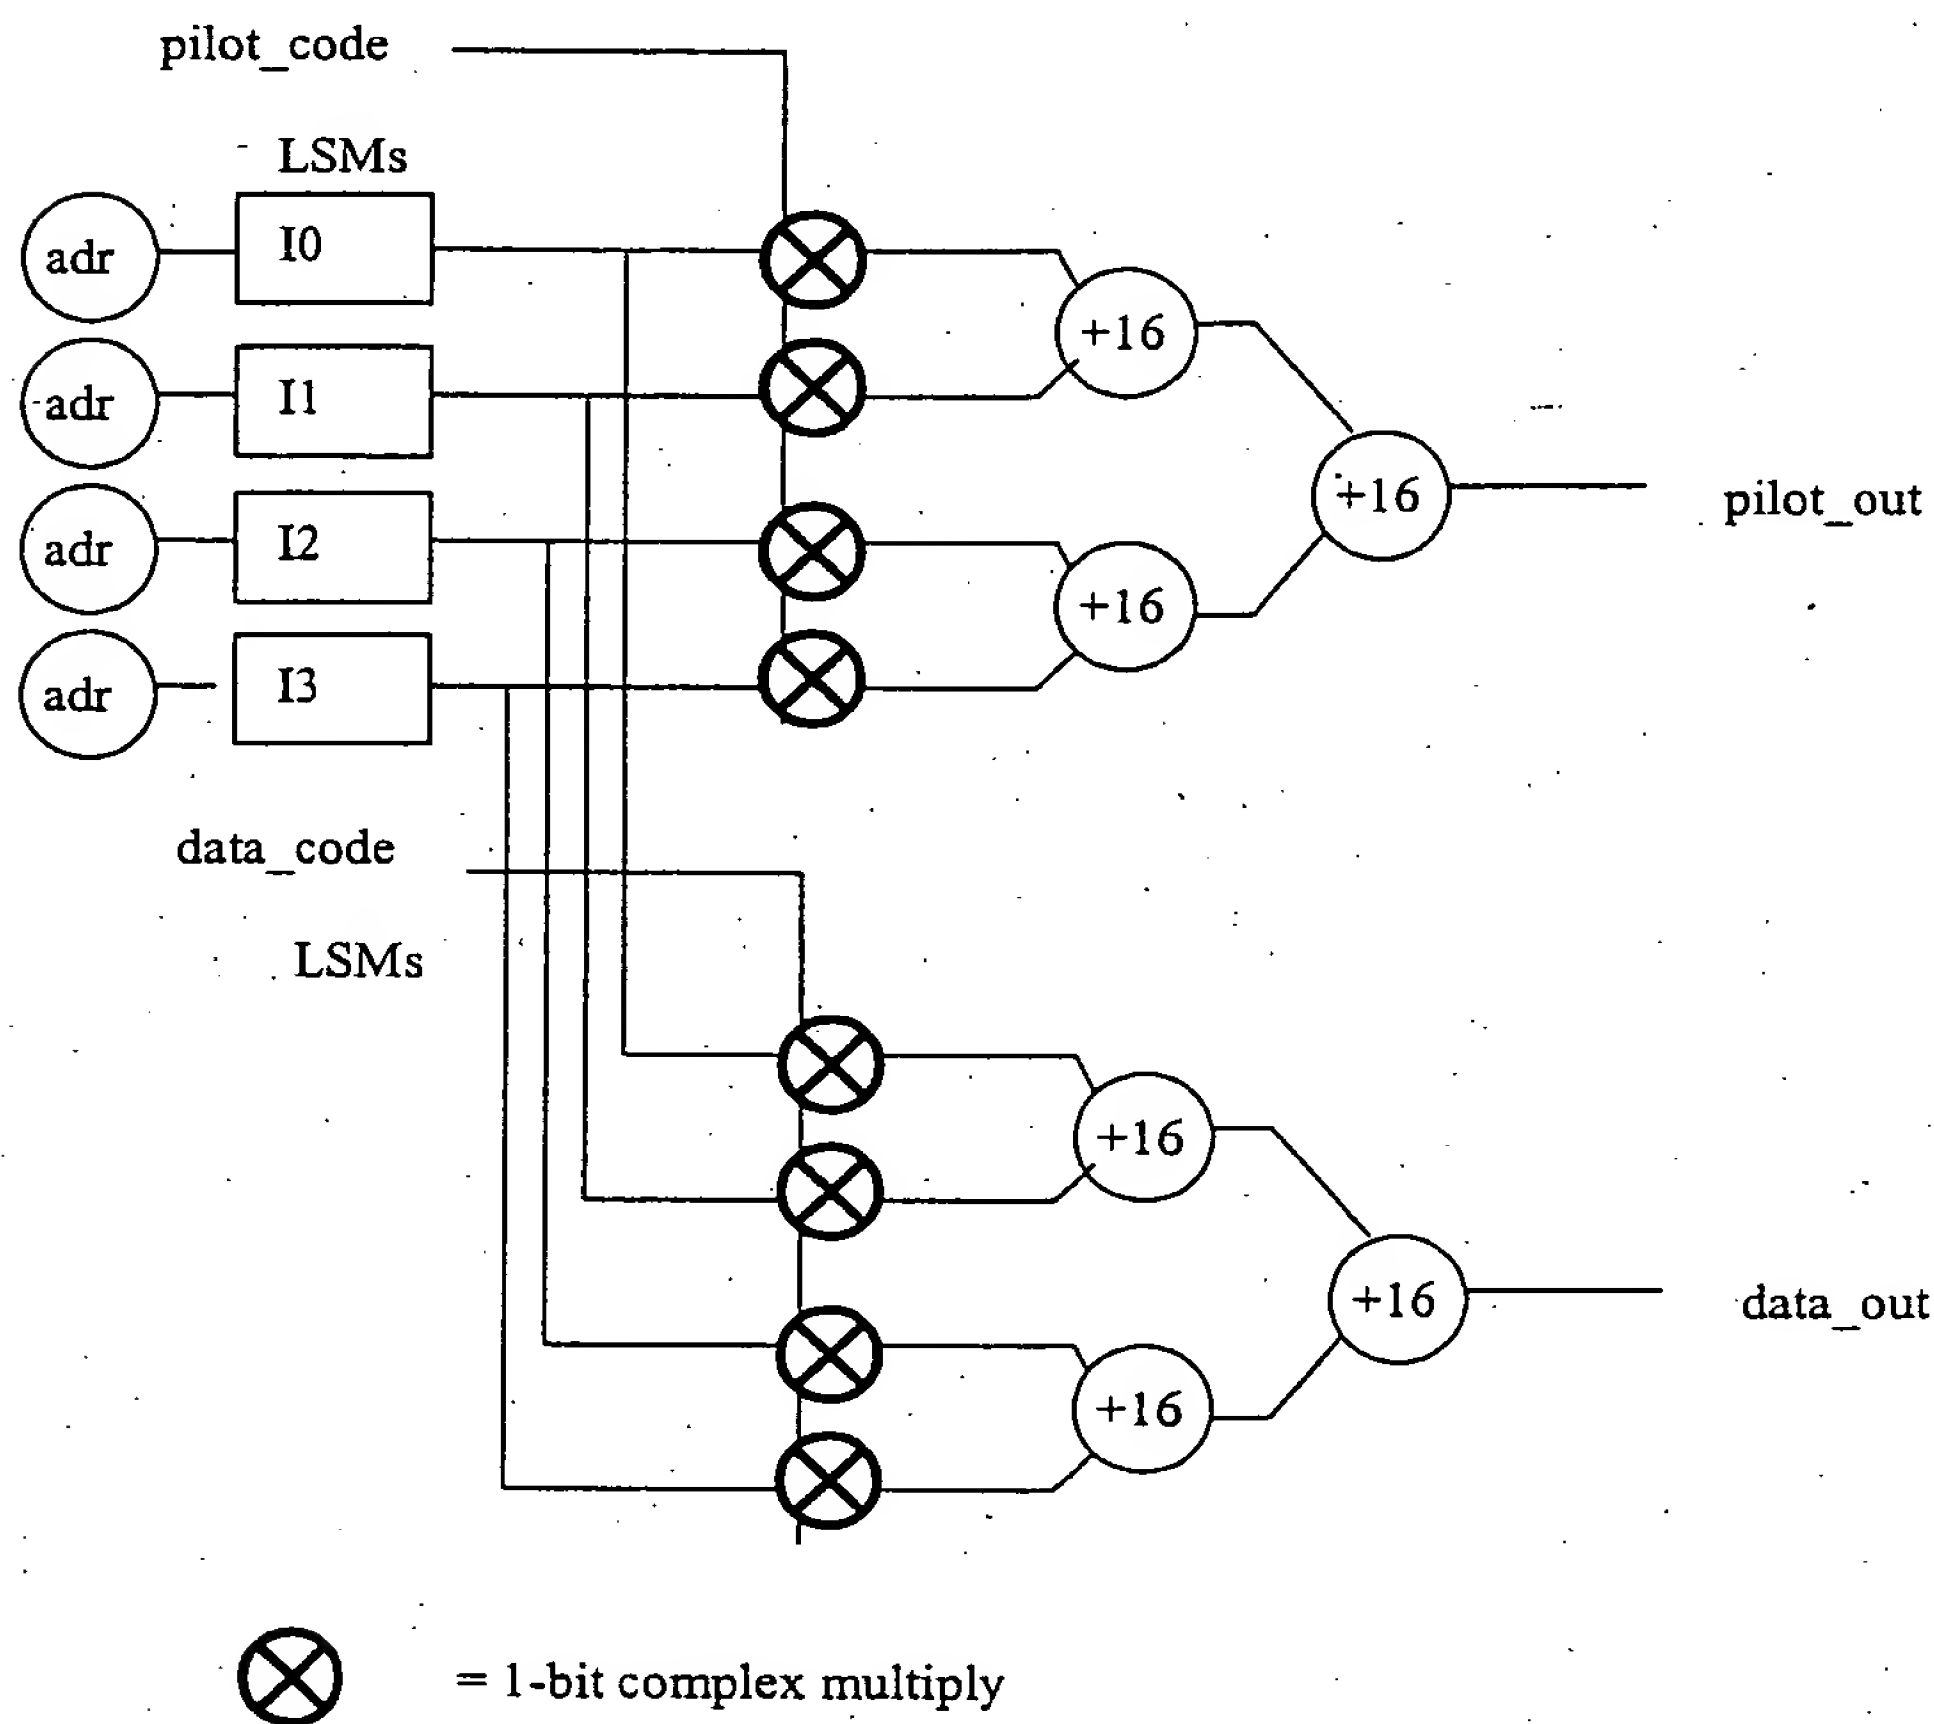 pilot_code
LSMs
adr
I0
+16
adr
I1
+16
pilot_out
adr
I2
+16
adr
I3
data_code
LSMs
+16
+16
data_out
+16
= 1-bit complex multiply